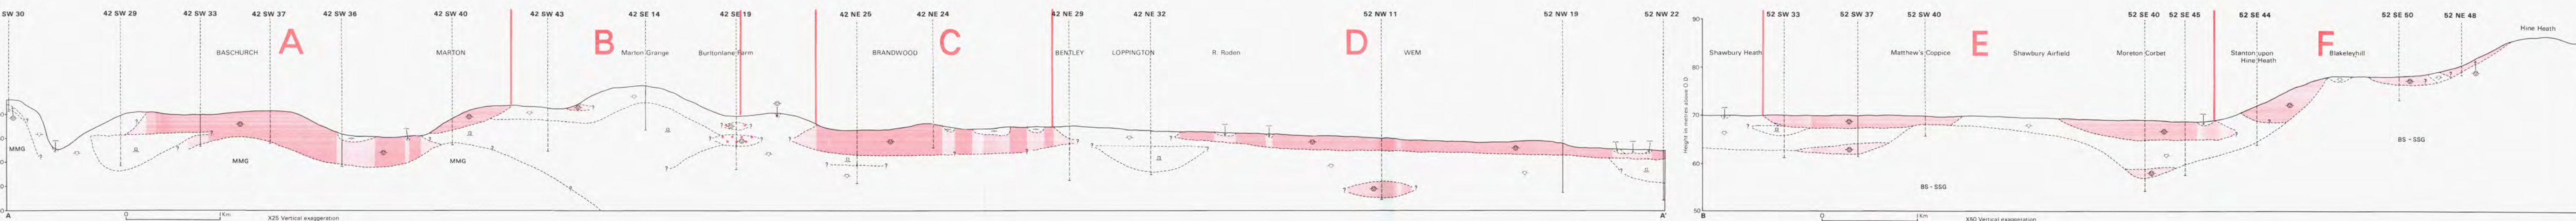 SW 30 42 SW 29 42 SW 33 42 SW 37 42 SW 36 42 SW 40 42 SW 43 42 SE 14 42 SE 19 42 NE 25 42 NE 24 42 NE 29 42 NE 32 52 NW 11 52 NW 19 52 NW 22
90 52 SW 33 52 SW 37 52 SW 40 52 SE 40 52 SE 45 52 SE 44 52 SE 50 52 NE 48
Hine Heath
A B C D E F
BASCHURCH MARTON Marton Grange Burltonlane Farm BRANDWOOD BENTLEY LOPPINGTON R. Roden WEM
Shawbury Heath Matthew's Coppice Shawbury Airfield Moreton Corbet Stanton upon Blakeleyhill
Hine Heath
80
70
60
50
Height in metres above O D
MMG MMG MMG
BS - SSG BS - SSG
A 0 1Km X25 Vertical exaggeration A'
B 0 1Km X50 Vertical exaggeration